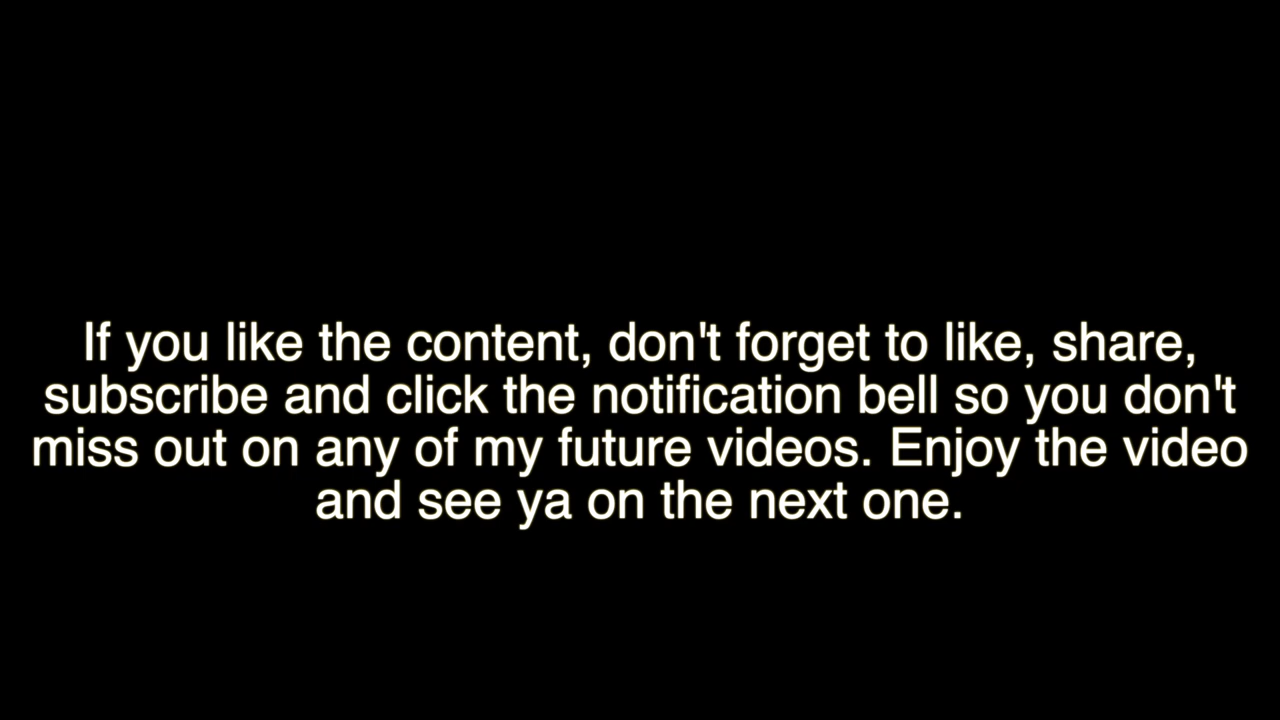 If you like the content, don't forget to like, share,
subscribe and click the notification bell so you don't
miss out on any of my future videos. Enjoy the video
and see ya on the next one.